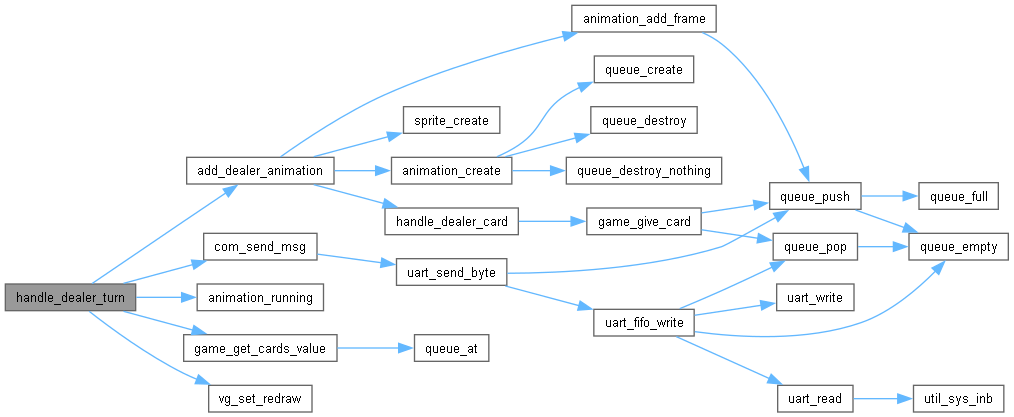 handle_dealer_turn
add_dealer_animation
com_send_msg
animation_running
game_get_cards_value
vg_set_redraw
sprite_create
animation_create
handle_dealer_card
uart_send_byte
queue_at
animation_add_frame
queue_create
queue_destroy
queue_destroy_nothing
game_give_card
uart_fifo_write
queue_push
queue_pop
uart_write
uart_read
queue_full
queue_empty
util_sys_inb